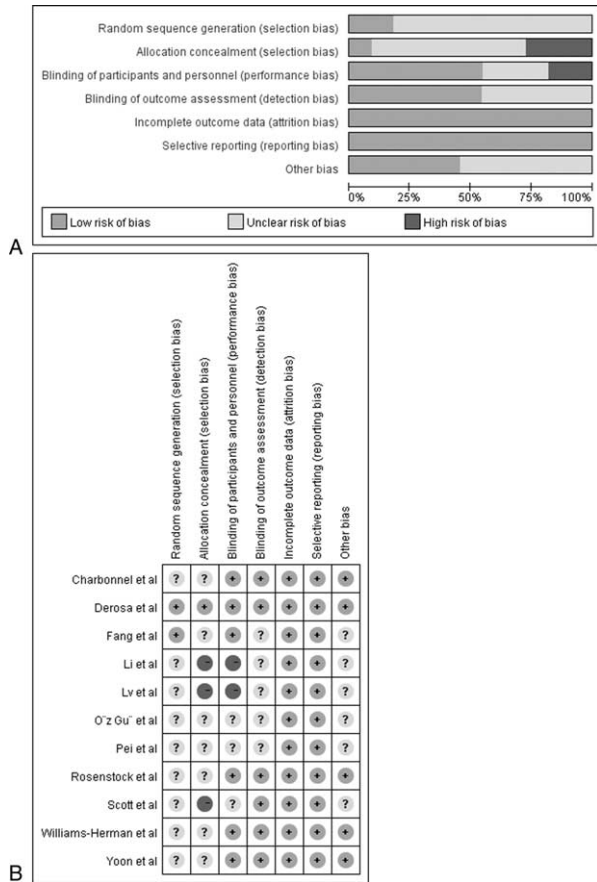 Random sequence generation (selection bias)
Allocation concealment (selection bias)
Blinding of participants and personnel (performance bias)
Blinding of outcome assessment (detection bias)
Incomplete outcome data (attrition bias)
Selective reporting (reporting bias)
Other bias
0% 25% 50% 75% 100%
Low risk of bias Unclear risk of bias High risk of bias
A
Random sequence generation (selection bias)
Allocation concealment (selection bias)
Blinding of participants and personnel (performance bias)
Blinding of outcome assessment (detection bias)
Incomplete outcome data (attrition bias)
Selective reporting (reporting bias)
Other bias
Charbonnel et al ? ? + + + + +
Derosa et al + + + + + + +
Fang et al + ? + ? + + ?
Li et al ? - - ? + + ?
Lv et al ? - - ? + + ?
O¨z Gu¨ et al ? ? ? ? + + ?
Pei et al ? ? ? ? + + ?
Rosenstock et al ? ? + + + + +
Scott et al ? - ? + + + ?
Williams-Herman et al ? ? + + + + +
Yoon et al ? ? + + + + +
B